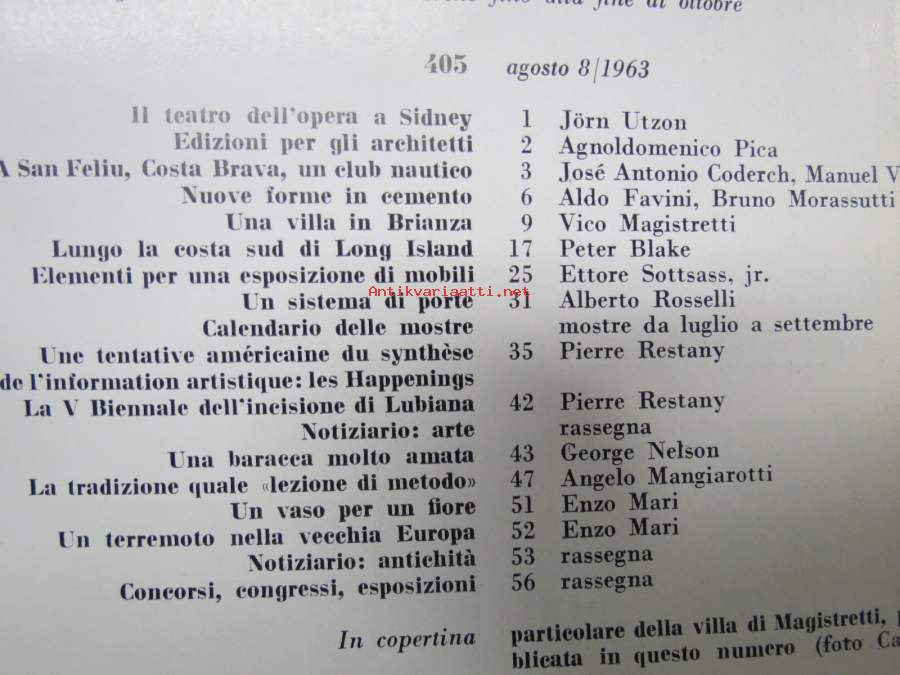 fino alla fine di ottobre
405 agosto 8/1963
Il teatro dell'opera a Sidney 1 Jörn Utzon
Edizioni per gli architetti 2 Agnoldomenico Pica
A San Feliu, Costa Brava, un club nautico 3 José Antonio Coderch, Manuel V
Nuove forme in cemento 6 Aldo Favini, Bruno Morassutti
Una villa in Brianza 9 Vico Magistretti
Lungo la costa sud di Long Island 17 Peter Blake
Elementi per una esposizione di mobili 25 Ettore Sottsass, jr.
Antikvariaatti.net
Un sistema di porte 31 Alberto Rosselli
Calendario delle mostre mostre da luglio a settembre
Une tentative américaine du synthèse 35 Pierre Restany
de l'information artistique: les Happenings
La V Biennale dell'incisione di Lubiana 42 Pierre Restany
Notiziario: arte rassegna
Una baracca molto amata 43 George Nelson
La tradizione quale «lezione di metodo» 47 Angelo Mangiarotti
Un vaso per un fiore 51 Enzo Mari
Un terremoto nella vecchia Europa 52 Enzo Mari
Notiziario: antichità 53 rassegna
Concorsi, congressi, esposizioni 56 rassegna
In copertina particolare della villa di Magistretti, p
blicata in questo numero (foto Ca